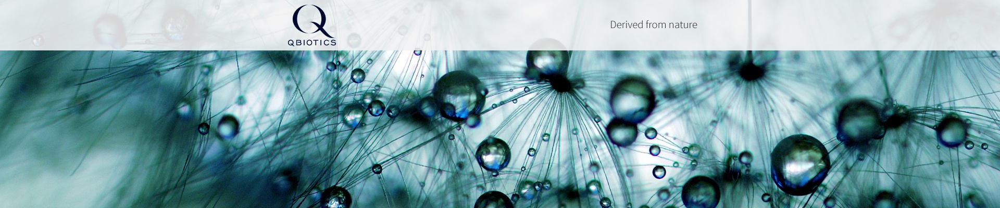 Q
QBIOTICS
Derived from nature